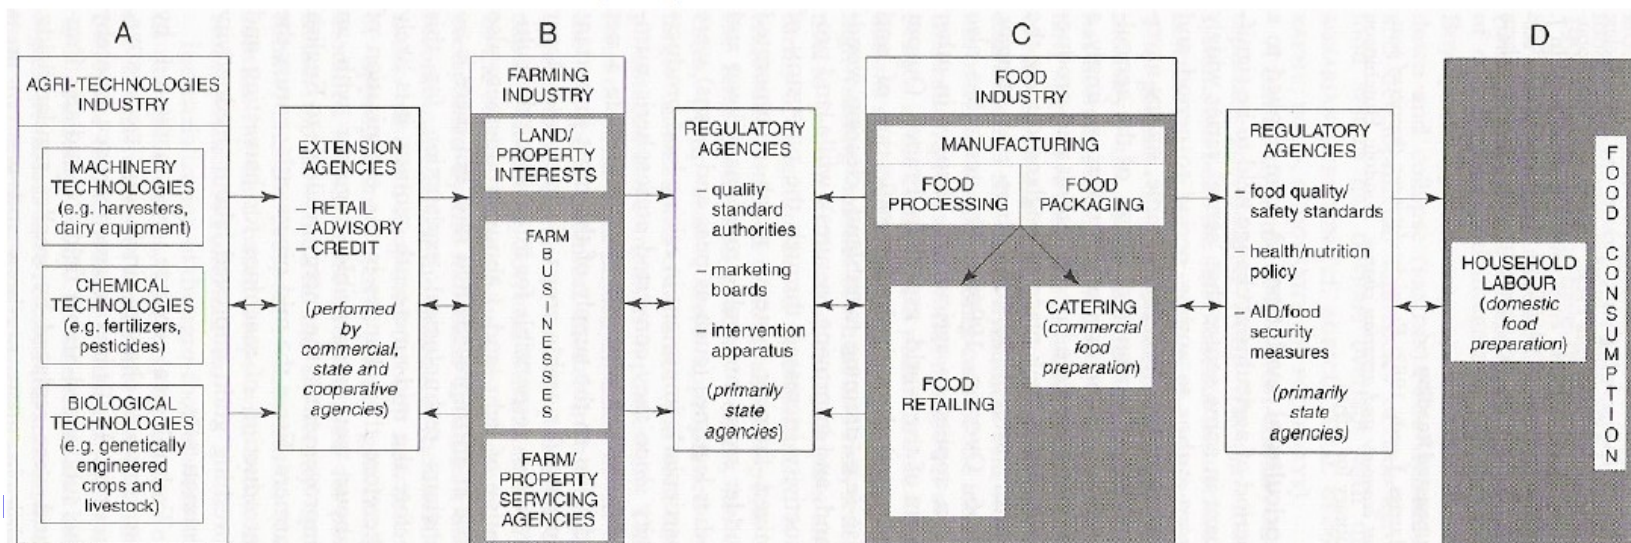 A
AGRI-TECHNOLOGIES
INDUSTRY
MACHINERY
TECHNOLOGIES
(e.g. harvesters,
dairy equipment)
CHEMICAL
TECHNOLOGIES
(e.g. fertilizers,
pesticides)
BIOLOGICAL
TECHNOLOGIES
(e.g. genetically
engineered
crops and
livestock)
EXTENSION
AGENCIES
– RETAIL
– ADVISORY
– CREDIT
(performed
by
commercial,
state and
cooperative
agencies)
B
FARMING
INDUSTRY
LAND/
PROPERTY
INTERESTS
FARM
BUSINESSES
FARM/
PROPERTY
SERVICING
AGENCIES
REGULATORY
AGENCIES
– quality
standard
authorities
– marketing
boards
– intervention
apparatus
(primarily
state
agencies)
C
FOOD
INDUSTRY
MANUFACTURING
FOOD
PROCESSING
FOOD
PACKAGING
FOOD
RETAILING
CATERING
(commercial
food
preparation)
REGULATORY
AGENCIES
– food quality/
safety standards
– health/nutrition
policy
– AID/food
security
measures
(primarily
state
agencies)
D
HOUSEHOLD
LABOUR
(domestic
food
preparation)
FOOD CONSUMPTION